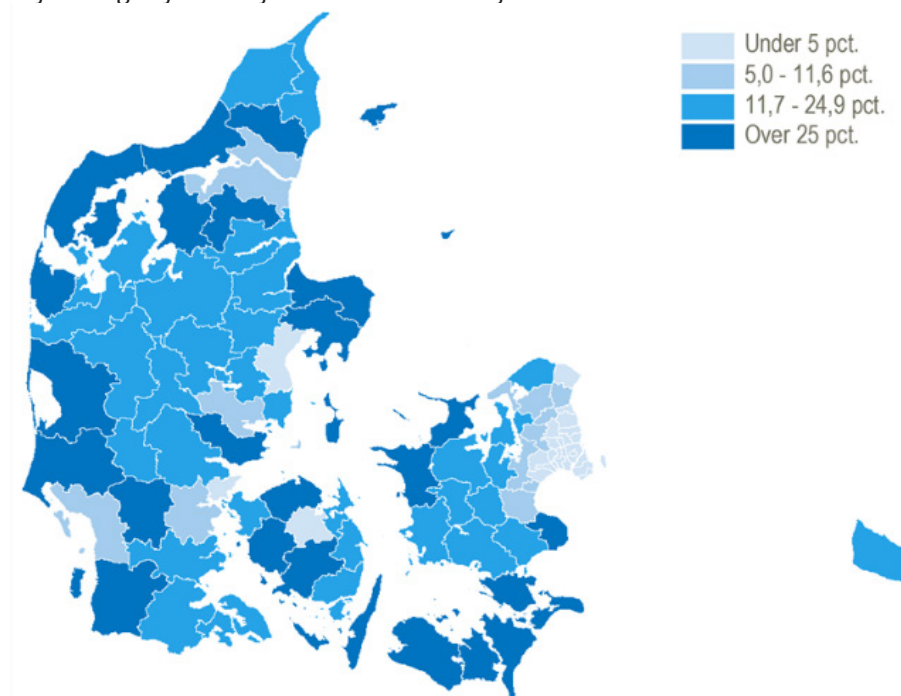 Under 5 pct.
5,0 - 11,6 pct.
11,7 - 24,9 pct.
Over 25 pct.